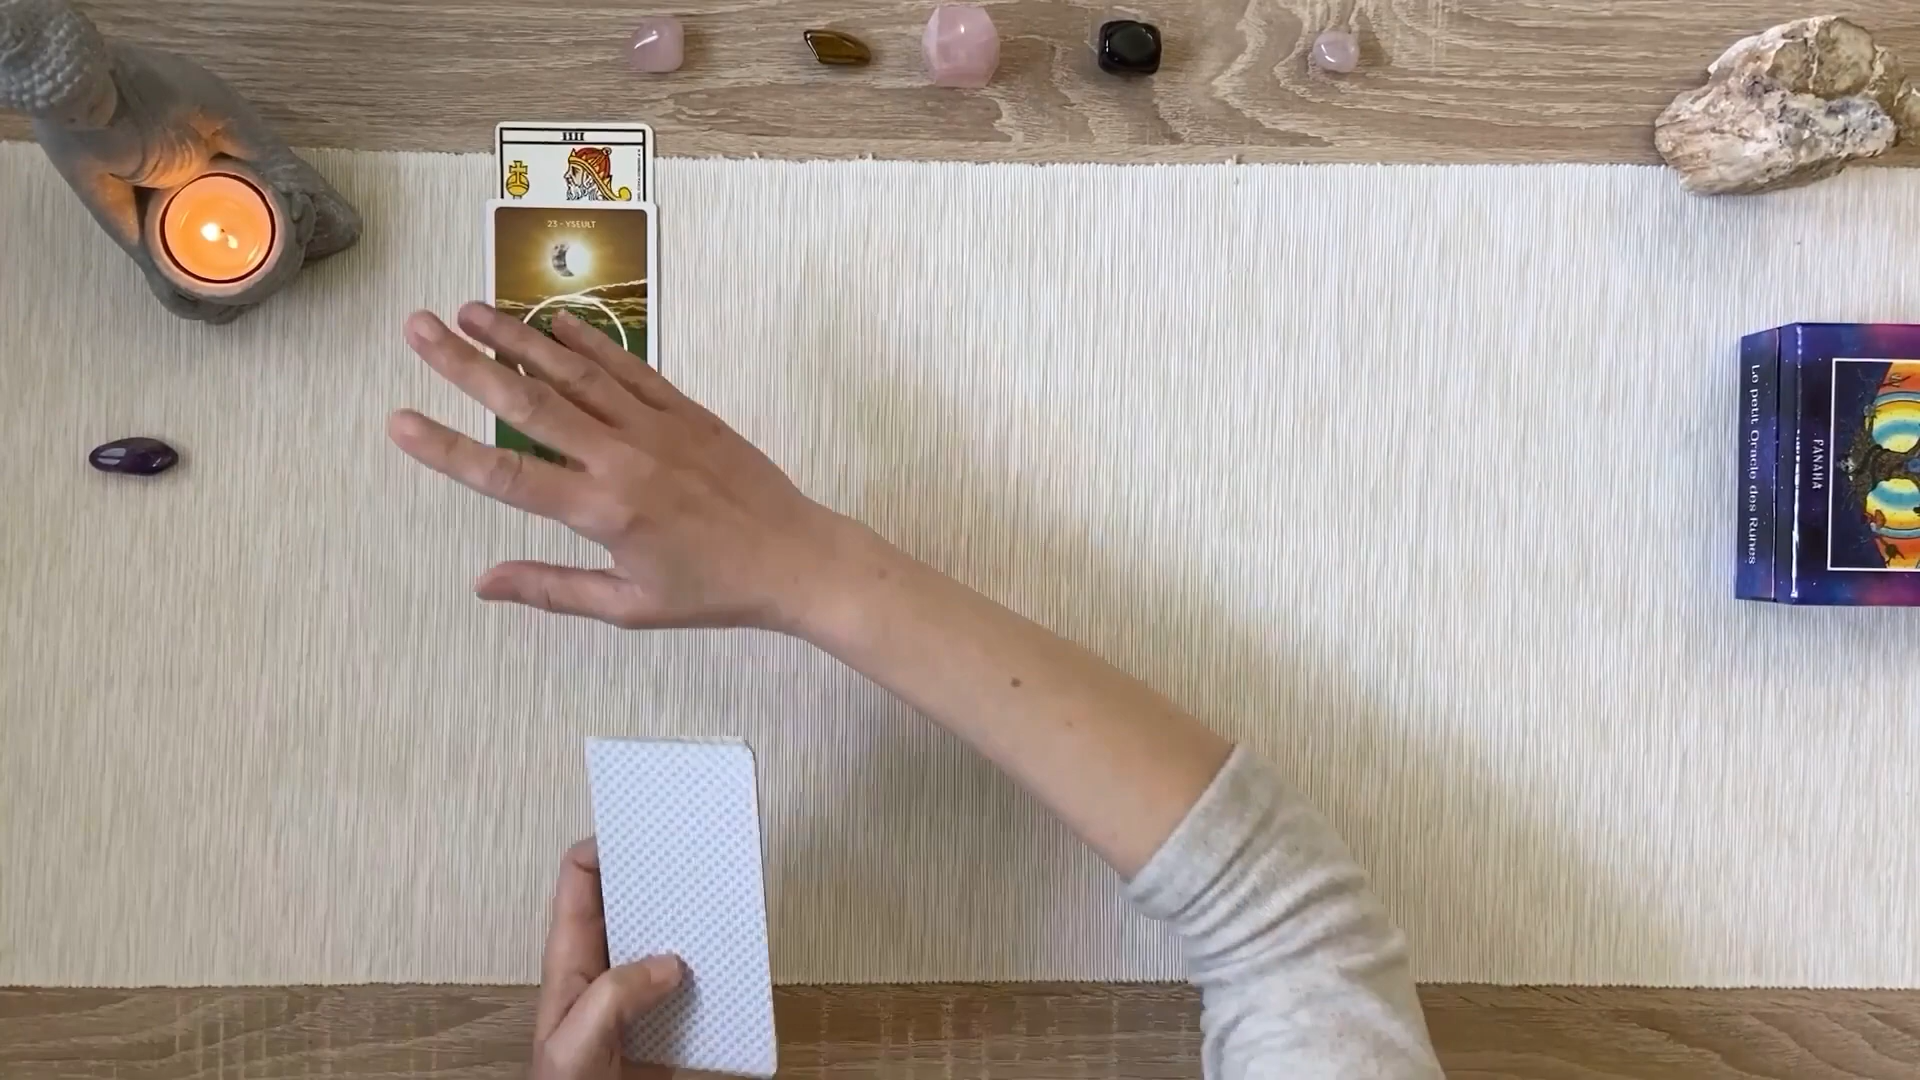 IIII
23 - YSEULT
Le petit Oracle des Runes
FANAHA